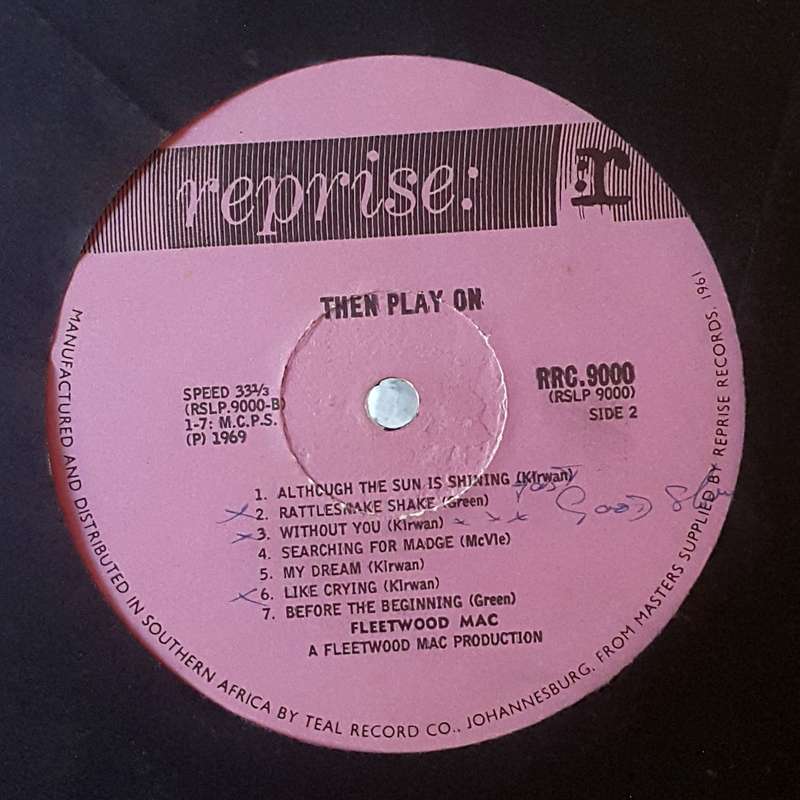 reprise:
:r
THEN PLAY ON
SPEED 33⅓
(RSLP.9000-B)
1-7: M.C.P.S.
(P) 1969
RRC.9000
(RSLP 9000)
SIDE 2
1. ALTHOUGH THE SUN IS SHINING (Kirwan)
x 2. RATTLESNAKE SHAKE (Green) Good
x 3. WITHOUT YOU (Kirwan) x x x
4. SEARCHING FOR MADGE (McVie)
5. MY DREAM (Kirwan)
x 6. LIKE CRYING (Kirwan)
7. BEFORE THE BEGINNING (Green)
FLEETWOOD MAC
A FLEETWOOD MAC PRODUCTION
MANUFACTURED AND DISTRIBUTED IN SOUTHERN AFRICA BY TEAL RECORD CO., JOHANNESBURG, FROM MASTERS SUPPLIED BY REPRISE RECORDS, 1961